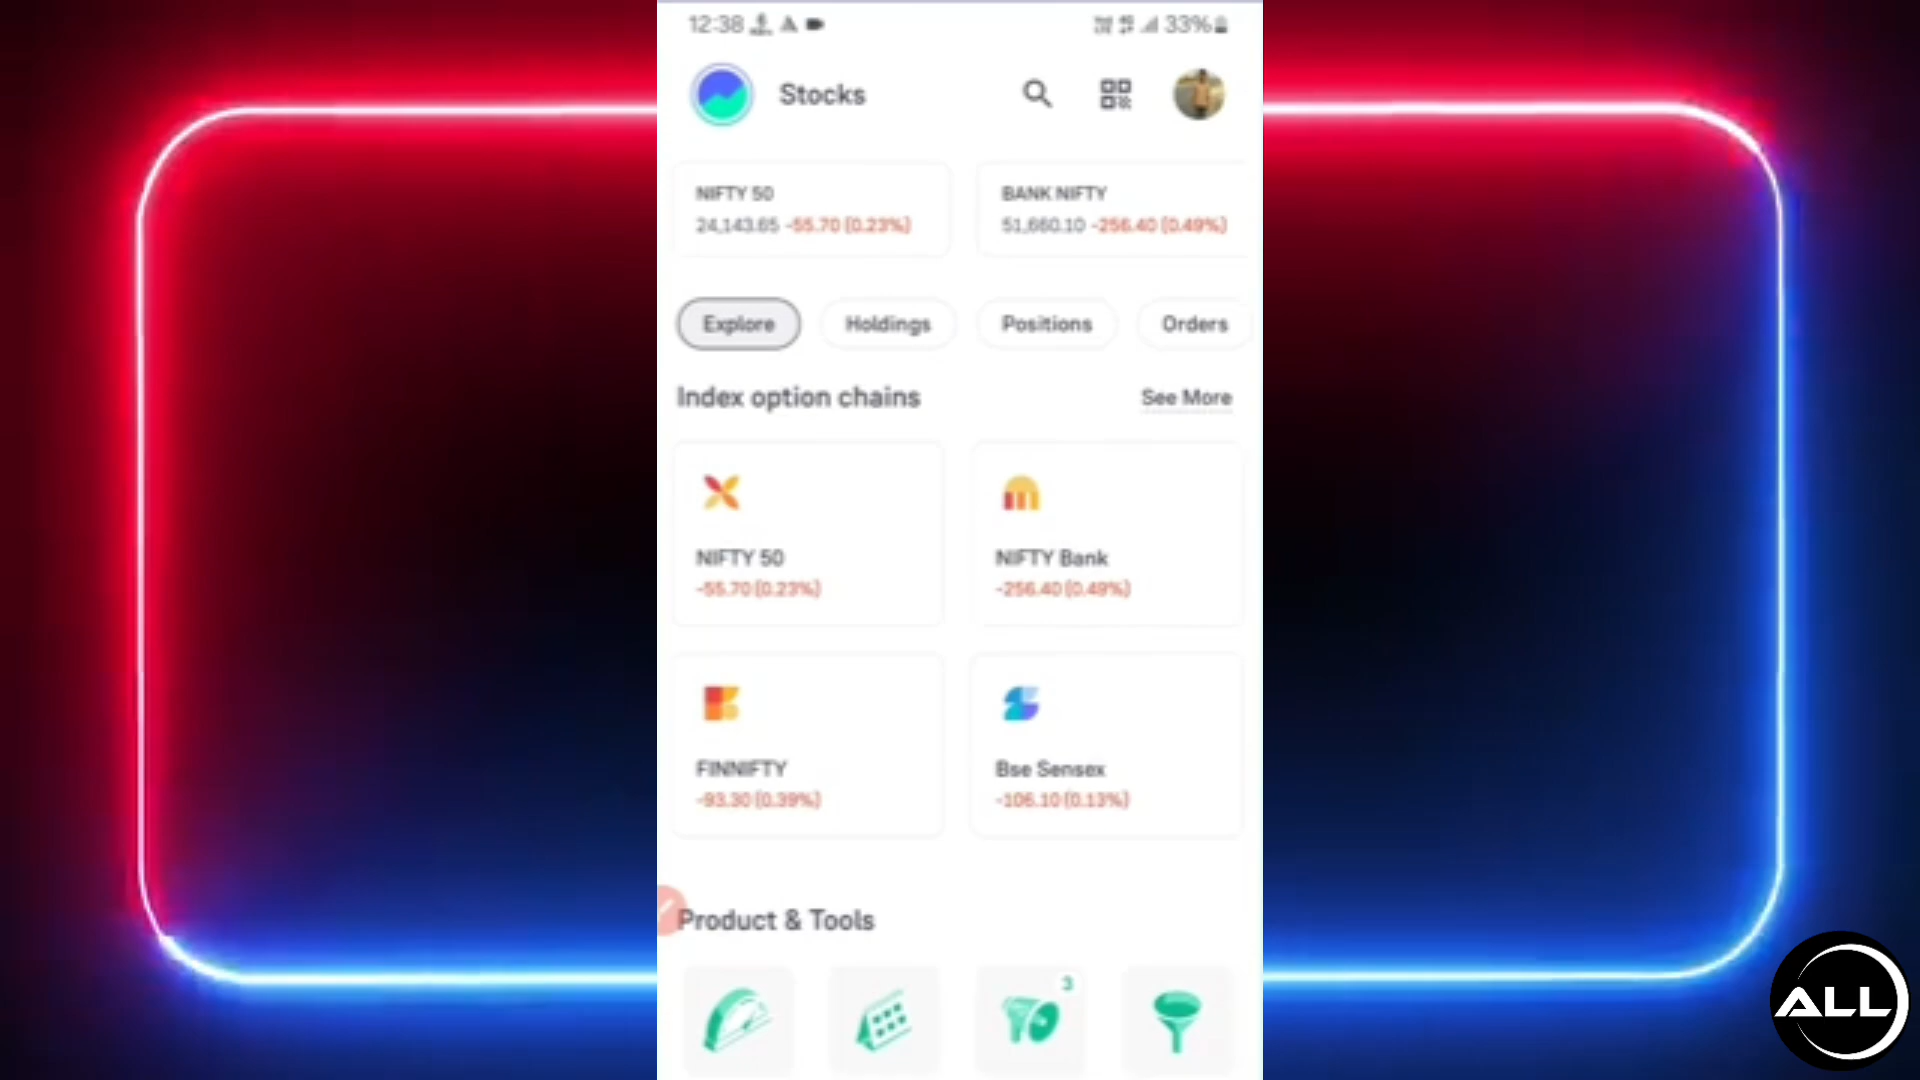 12:38 33%
Stocks
NIFTY 50
24,143.65 -55.70 (0.23%)
BANK NIFTY
51,660.10 -256.40 (0.49%)
Explore Holdings Positions Orders
Index option chains See More
NIFTY 50
-55.70 (0.23%)
NIFTY Bank
-256.40 (0.49%)
FINNIFTY
-93.30 (0.39%)
Bse Sensex
-106.10 (0.13%)
Product & Tools
3
ALL